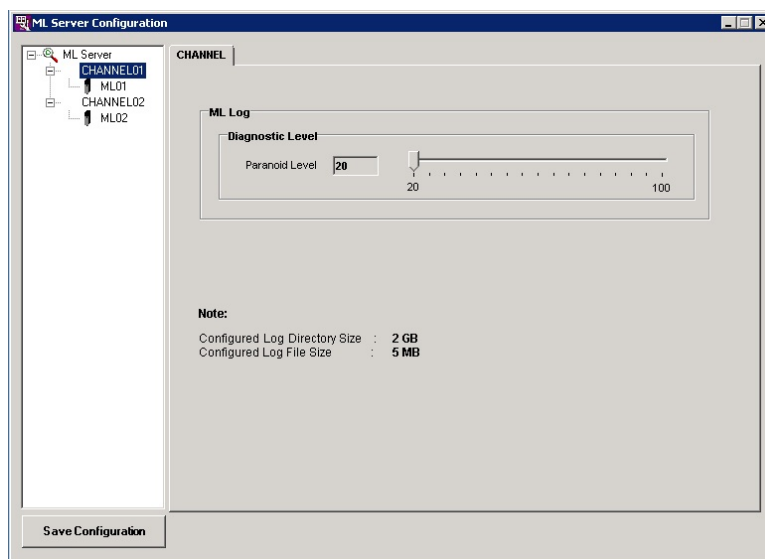 ML Server Configuration
ML Server
CHANNEL01
ML01
CHANNEL02
ML02
CHANNEL
ML Log
Diagnostic Level
Paranoid Level 20
20 100
Note:
Configured Log Directory Size : 2 GB
Configured Log File Size : 5 MB
Save Configuration